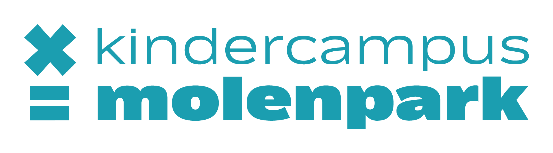 × kindercampus
= molenpark